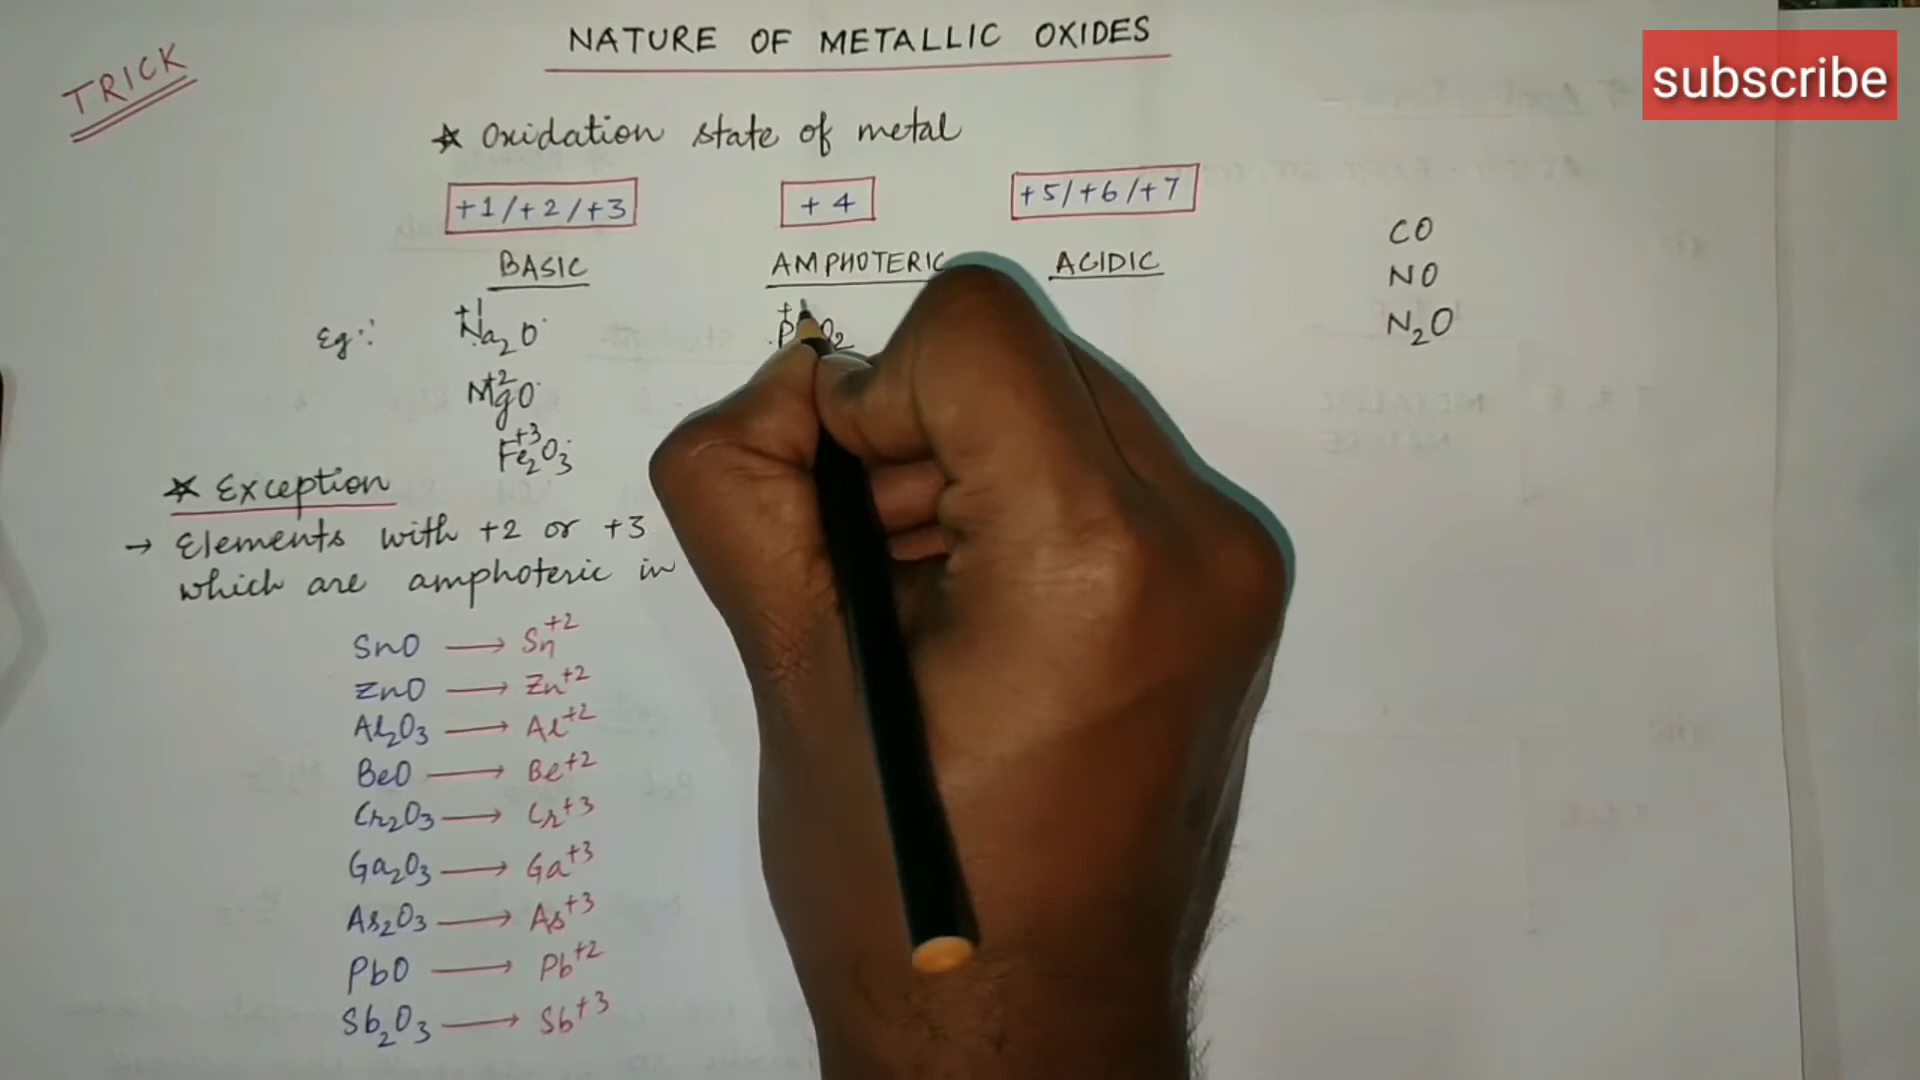 NATURE OF METALLIC OXIDES
TRICK
subscribe
★ Oxidation state of metal
+1/+2/+3
+4
+5/+6/+7
BASIC
AMPHOTERIC
ACIDIC
CO
NO
N2O
Eg:
+1
Na2O
O2
+2
MgO
+3
Fe2O3
★ Exception
→ Elements with +2 or +3
which are amphoteric in
SnO → Sn+2
ZnO → Zn+2
Al2O3 → Al+2
BeO → Be+2
Cr2O3 → Cr+3
Ga2O3 → Ga+3
As2O3 → As+3
PbO → Pb+2
Sb2O3 → Sb+3